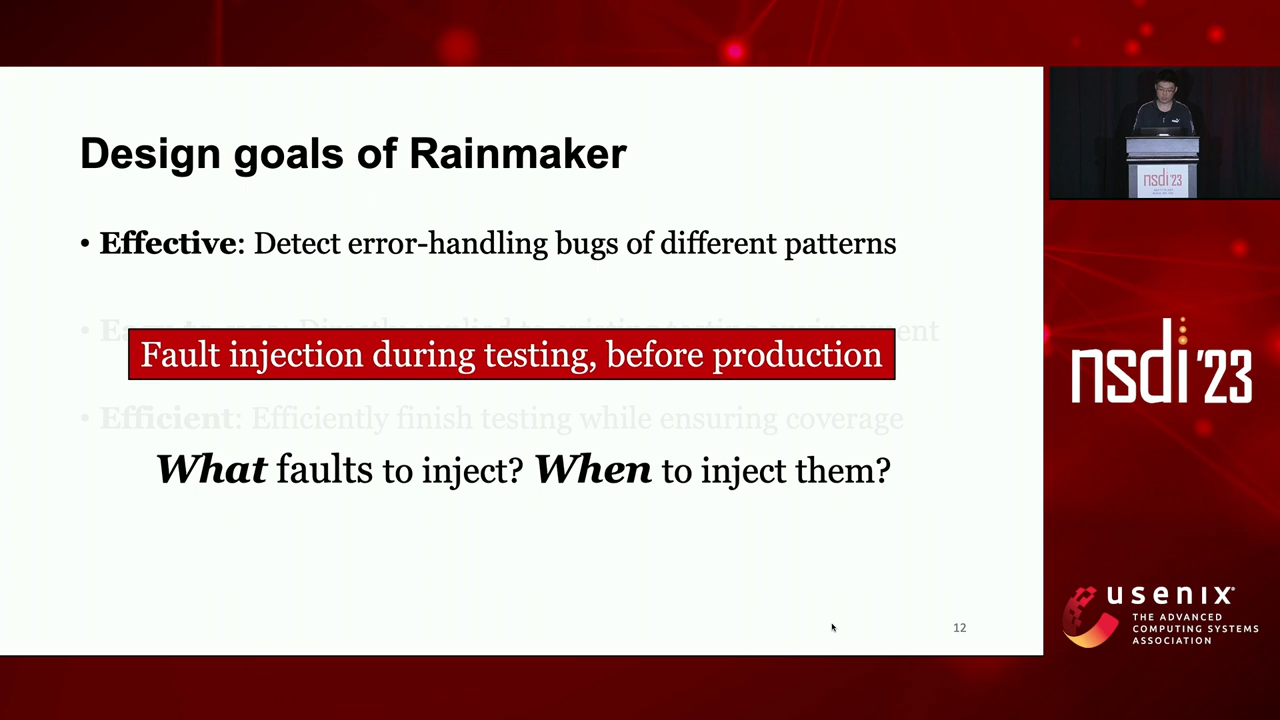 Design goals of Rainmaker
• Effective: Detect error-handling bugs of different patterns
Fault injection during testing, before production
• Efficient: Efficiently finish testing while ensuring coverage
What faults to inject? When to inject them?
12
nsdi '23
nsdi '23
usenix
THE ADVANCED
COMPUTING SYSTEMS
ASSOCIATION